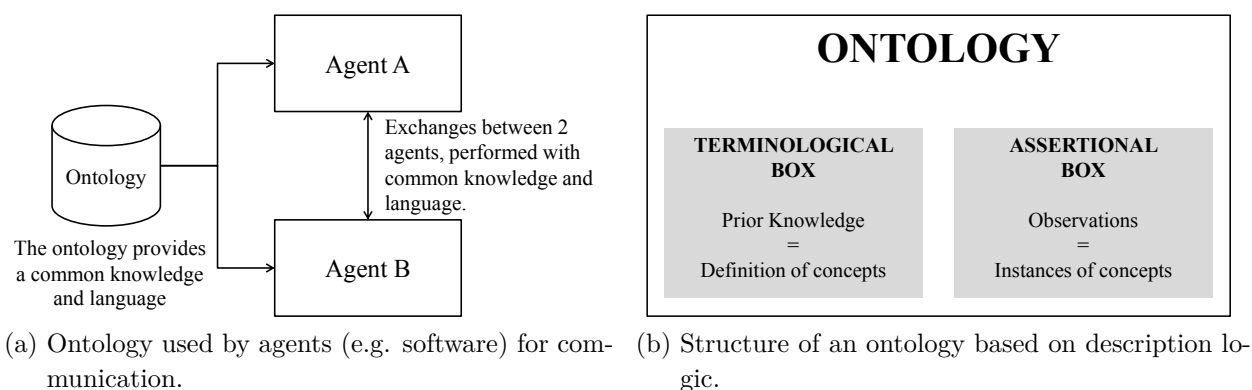 Agent A
Exchanges between 2
agents, performed with
common knowledge and
language.
Ontology
The ontology provides
a common knowledge
and language
Agent B
(a) Ontology used by agents (e.g. software) for com-
munication.
ONTOLOGY
TERMINOLOGICAL
BOX
Prior Knowledge
=
Definition of concepts
ASSERTIONAL
BOX
Observations
=
Instances of concepts
(b) Structure of an ontology based on description lo-
gic.